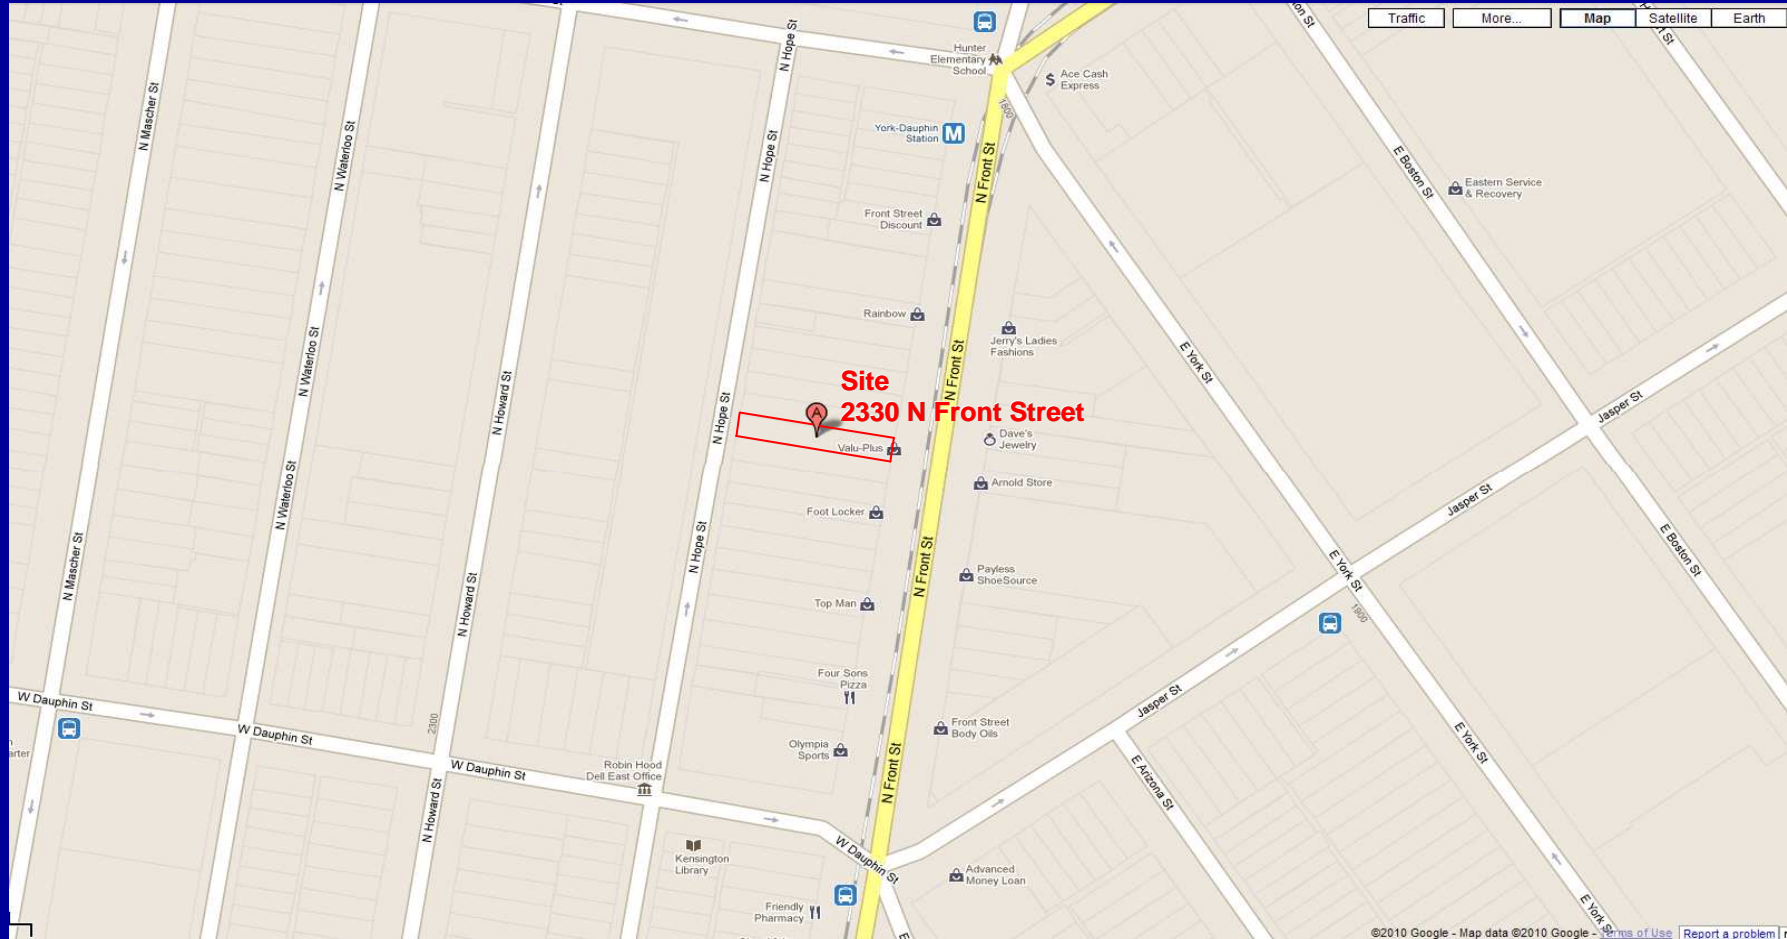 Traffic
More...
Map
Satellite
Earth
Hunter
Elementary
School
Ace Cash
Express
1800
York-Dauphin
Station
M
N Hope St
N Hope St
N Mascher St
N Waterloo St
N Front St
E Boston St
Eastern Service
& Recovery
Front Street
Discount
Rainbow
Jerry's Ladies
Fashions
N Waterloo St
N Howard St
N Hope St
N Front St
E York St
Jasper St
Site
2330 N Front Street
A
Valu-Plus
Dave's
Jewelry
Arnold Store
Foot Locker
N Waterloo St
Jasper St
N Mascher St
N Howard St
N Hope St
N Front St
Payless
ShoeSource
E York St
E Boston St
1900
Top Man
Four Sons
Pizza
W Dauphin St
2300
W Dauphin St
W Dauphin St
Robin Hood
Dell East Office
Olympia
Sports
Front Street
Body Oils
Jasper St
N Front St
E Arizona St
E York St
N Howard St
Kensington
Library
W Dauphin St
Advanced
Money Loan
Friendly
Pharmacy
E York St
©2010 Google - Map data ©2010 Google - Terms of Use
Report a problem